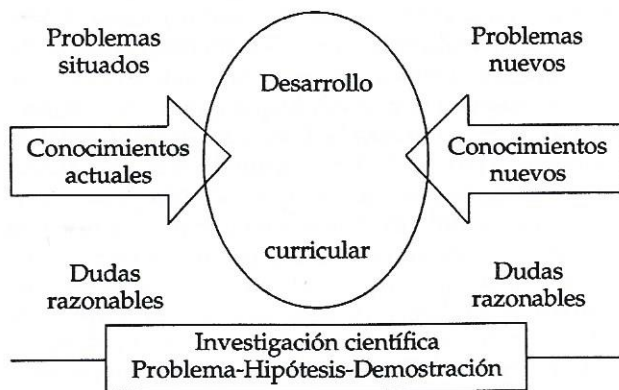 Problemas
situados
Desarrollo
Problemas
nuevos
Conocimientos
actuales
Conocimientos
nuevos
curricular
Dudas
razonables
Dudas
razonables
Investigación científica
Problema-Hipótesis-Demostración